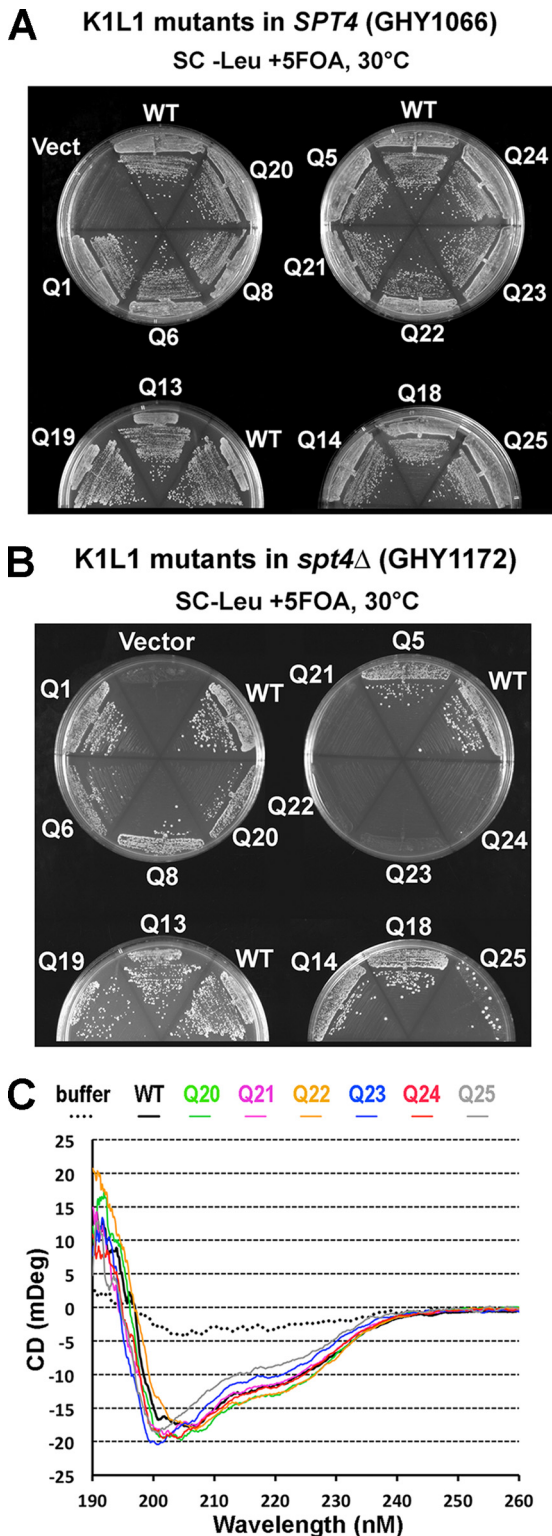 A K1L1 mutants in SPT4 (GHY1066)
SC -Leu +5FOA, 30°C
WT WT
Vect Q20 Q5 Q24
Q1 Q8 Q21 Q23
Q6 Q22
Q13 Q18
Q19 WT Q14 Q25
B K1L1 mutants in spt4Δ (GHY1172)
SC-Leu +5FOA, 30°C
Vector Q5
Q1 WT Q21 WT
Q6 Q20 Q22 Q24
Q8 Q23
Q13 Q18
Q19 WT Q14 Q25
C buffer WT Q20 Q21 Q22 Q23 Q24 Q25
25
20
15
10
5
0
-5
-10
-15
-20
-25
CD (mDeg)
190 200 210 220 230 240 250 260
Wavelength (nM)